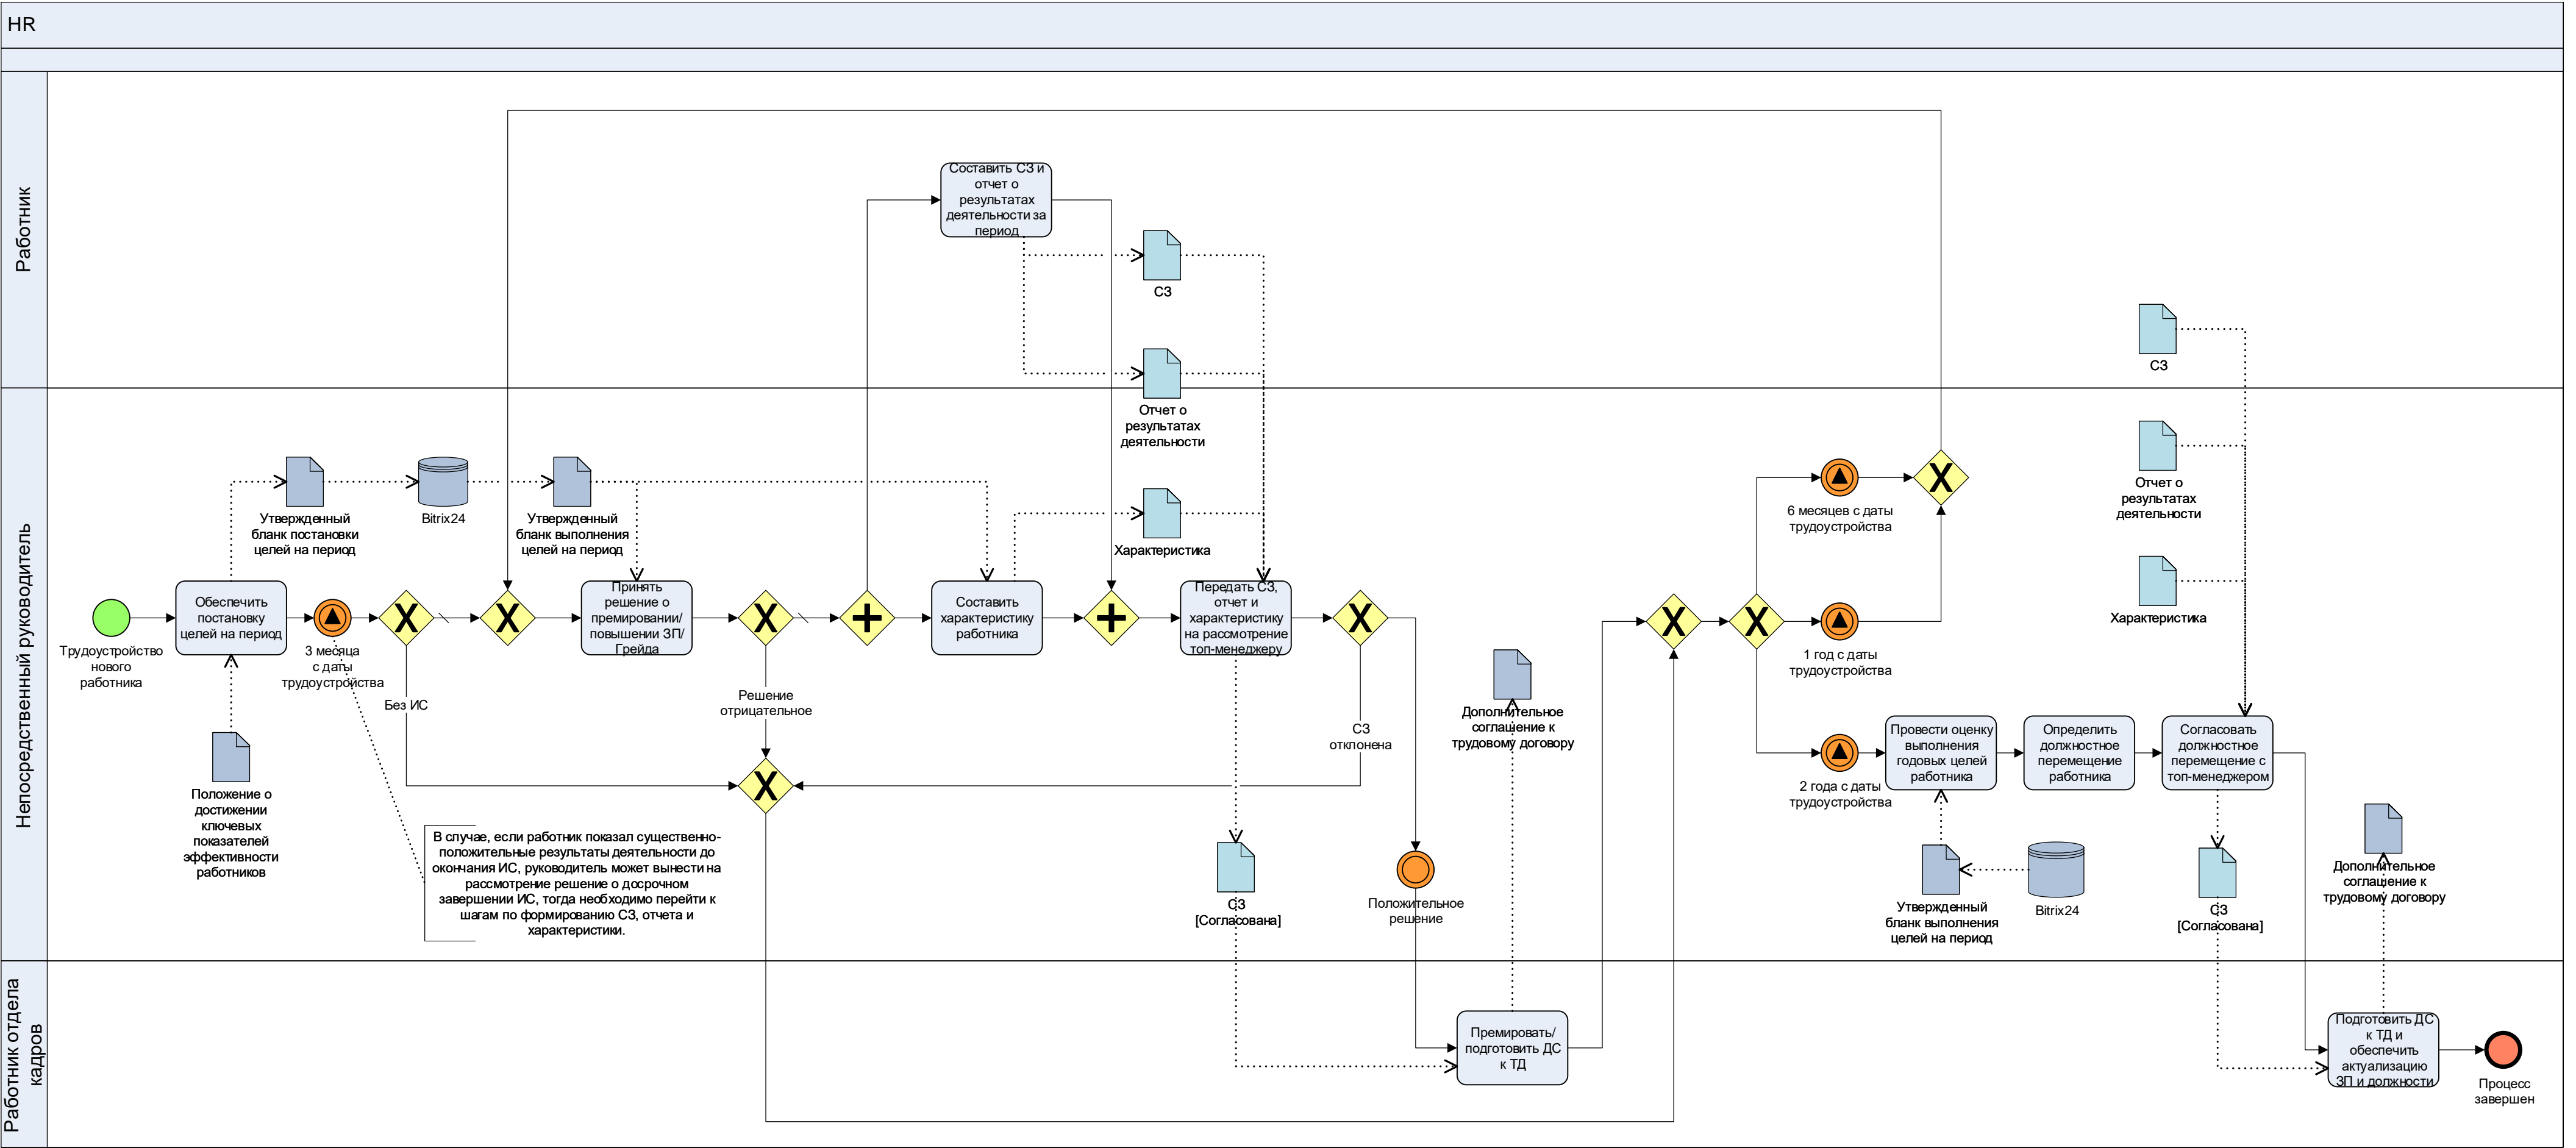 HR
Работник
Составить СЗ и
отчет о
результатах
деятельности за
период
СЗ
Отчет о
результатах
деятельности
СЗ
Отчет о
результатах
деятельности
Характеристика
Непосредственный руководитель
Утвержденный
бланк постановки
целей на период
Bitrix24
Утвержденный
бланк выполнения
целей на период
Характеристика
6 месяцев с даты
трудоустройства
Трудоустройство
нового
работника
Обеспечить
постановку
целей на период
3 месяца
с даты
трудоустройства
Принять
решение о
премировании/
повышении ЗП/
Грейда
Составить
характеристику
работника
Передать СЗ,
отчет и
характеристику
на рассмотрение
топ-менеджеру
1 год с даты
трудоустройства
Без ИС
Решение
отрицательное
СЗ
отклонена
Дополнительное
соглашение к
трудовому договору
2 года с даты
трудоустройства
Провести оценку
выполнения
годовых целей
работника
Определить
должностное
перемещение
работника
Согласовать
должностное
перемещение с
топ-менеджером
Положение о
достижении
ключевых
показателей
эффективности
работников
В случае, если работник показал существенно-
положительные результаты деятельности до
окончания ИС, руководитель может вынести на
рассмотрение решение о досрочном
завершении ИС, тогда необходимо перейти к
шагам по формированию СЗ, отчета и
характеристики.
СЗ
[Согласована]
Положительное
решение
Утвержденный
бланк выполнения
целей на период
Bitrix24
СЗ
[Согласована]
Дополнительное
соглашение к
трудовому договору
Работник отдела
кадров
Премировать/
подготовить ДС
к ТД
Подготовить ДС
к ТД и
обеспечить
актуализацию
ЗП и должности
Процесс
завершен